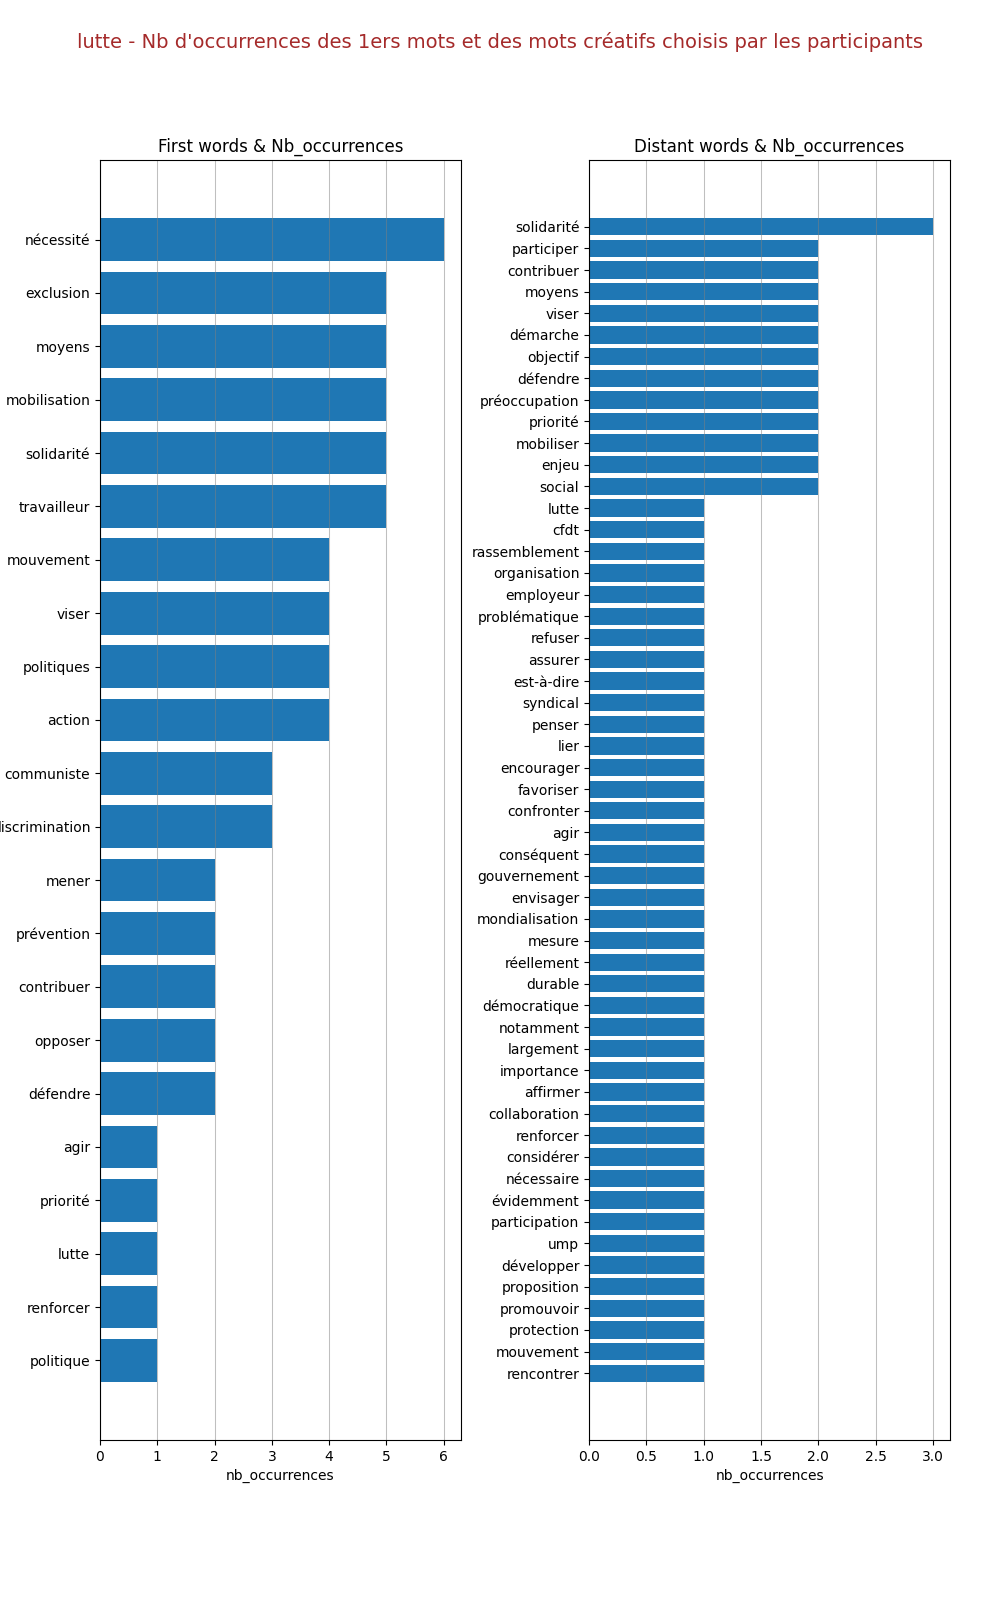 lutte - Nb d'occurrences des 1ers mots et des mots créatifs choisis par les participants
First words & Nb_occurrences
nécessité
exclusion
moyens
mobilisation
solidarité
travailleur
mouvement
viser
politiques
action
communiste
iscrimination
mener
prévention
contribuer
opposer
défendre
agir
priorité
lutte
renforcer
politique
0 1 2 3 4 5 6
nb_occurrences
Distant words & Nb_occurrences
solidarité
participer
contribuer
moyens
viser
démarche
objectif
défendre
préoccupation
priorité
mobiliser
enjeu
social
lutte
cfdt
rassemblement
organisation
employeur
problématique
refuser
assurer
est-à-dire
syndical
penser
lier
encourager
favoriser
confronter
agir
conséquent
gouvernement
envisager
mondialisation
mesure
réellement
durable
démocratique
notamment
largement
importance
affirmer
collaboration
renforcer
considérer
nécessaire
évidemment
participation
ump
développer
proposition
promouvoir
protection
mouvement
rencontrer
0.0 0.5 1.0 1.5 2.0 2.5 3.0
nb_occurrences